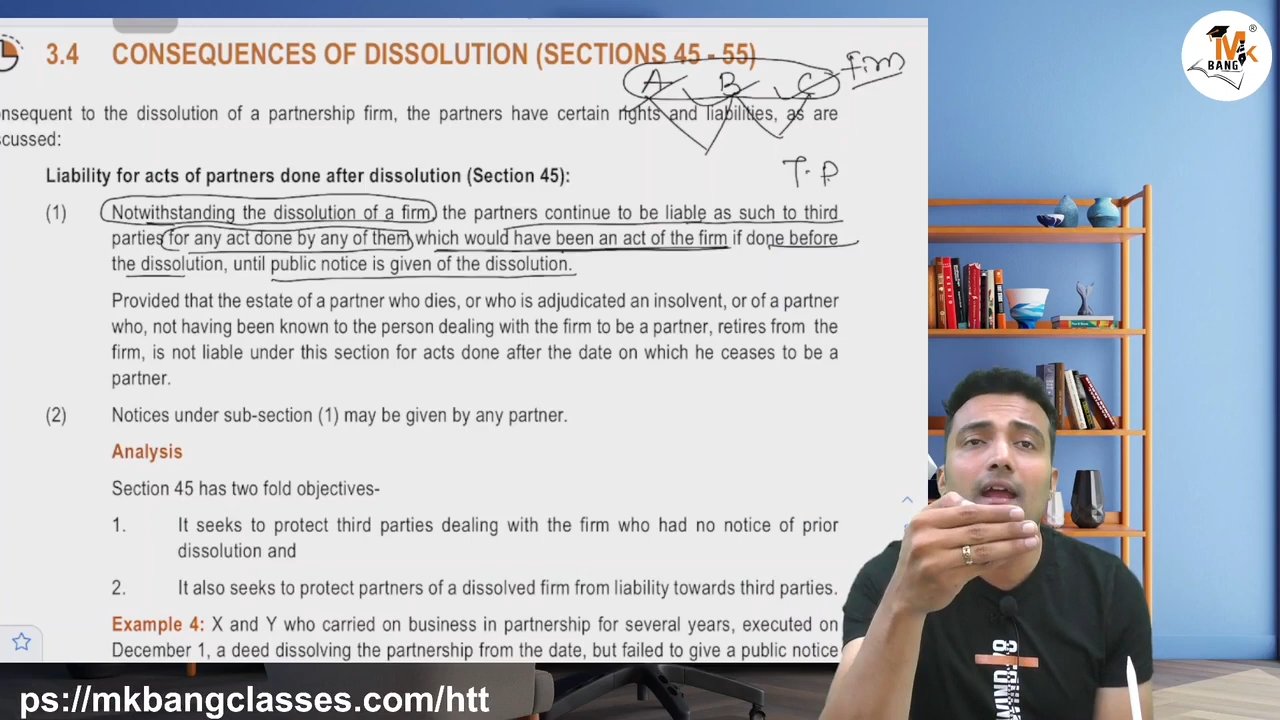 3.4 CONSEQUENCES OF DISSOLUTION (SECTIONS 45 - 55)
A B C firm
nsequent to the dissolution of a partnership firm, the partners have certain rights and liabilities, as are
scussed:
T.P
Liability for acts of partners done after dissolution (Section 45):
(1) Notwithstanding the dissolution of a firm the partners continue to be liable as such to third
parties for any act done by any of them which would have been an act of the firm if done before
the dissolution, until public notice is given of the dissolution.
Provided that the estate of a partner who dies, or who is adjudicated an insolvent, or of a partner
who, not having been known to the person dealing with the firm to be a partner, retires from the
firm, is not liable under this section for acts done after the date on which he ceases to be a
partner.
(2) Notices under sub-section (1) may be given by any partner.
Analysis
Section 45 has two fold objectives-
1. It seeks to protect third parties dealing with the firm who had no notice of prior
dissolution and
2. It also seeks to protect partners of a dissolved firm from liability towards third parties.
Example 4: X and Y who carried on business in partnership for several years, executed on
December 1, a deed dissolving the partnership from the date, but failed to give a public notice
ps://mkbangclasses.com/htt
MK
BANG
®